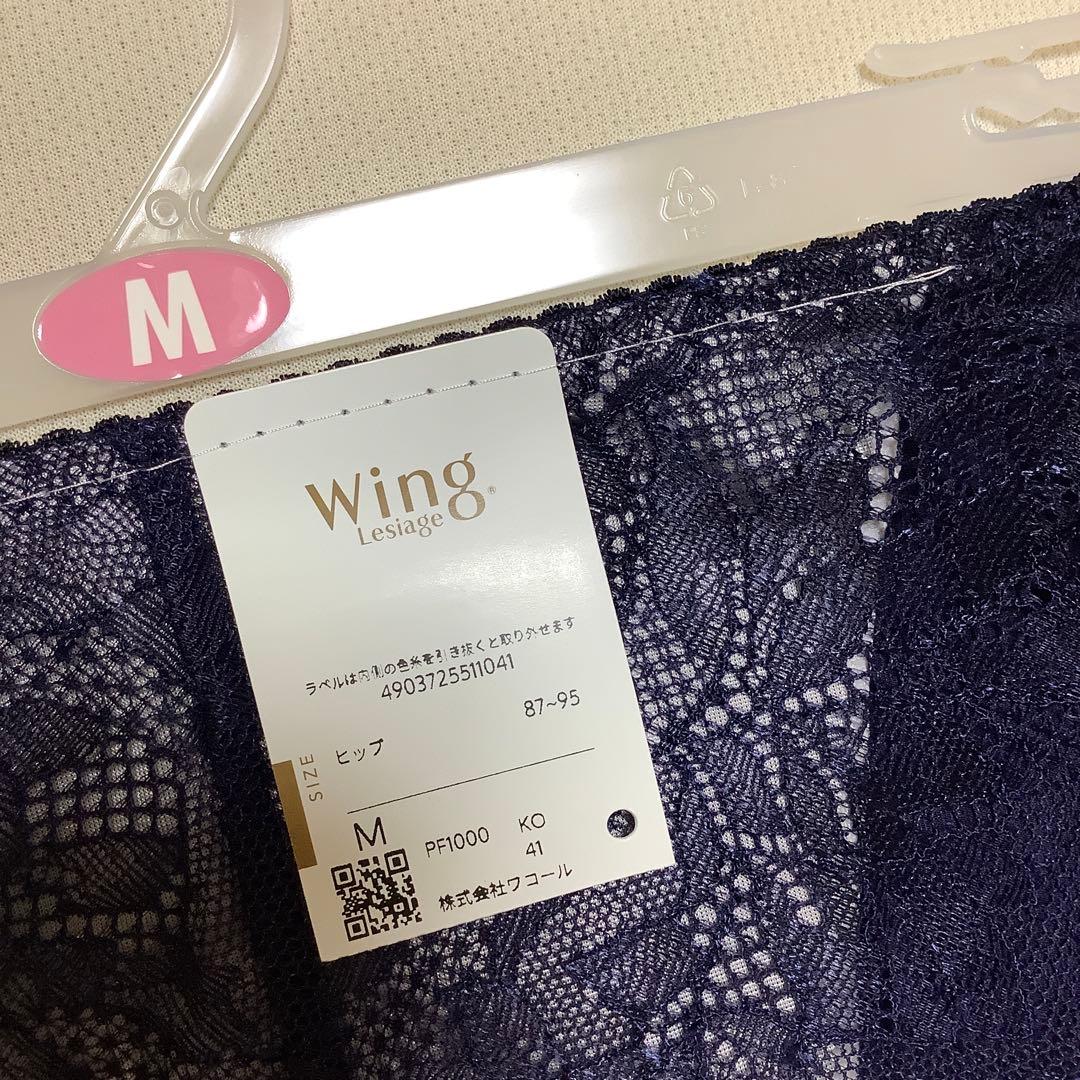 M
Wing®
Lesiage
ラベルは内側の色糸を引き抜くと取り外せます
4903725511041
87~95
ヒップ
SIZE
M
PF1000
KO
41
株式会社ワコール
6